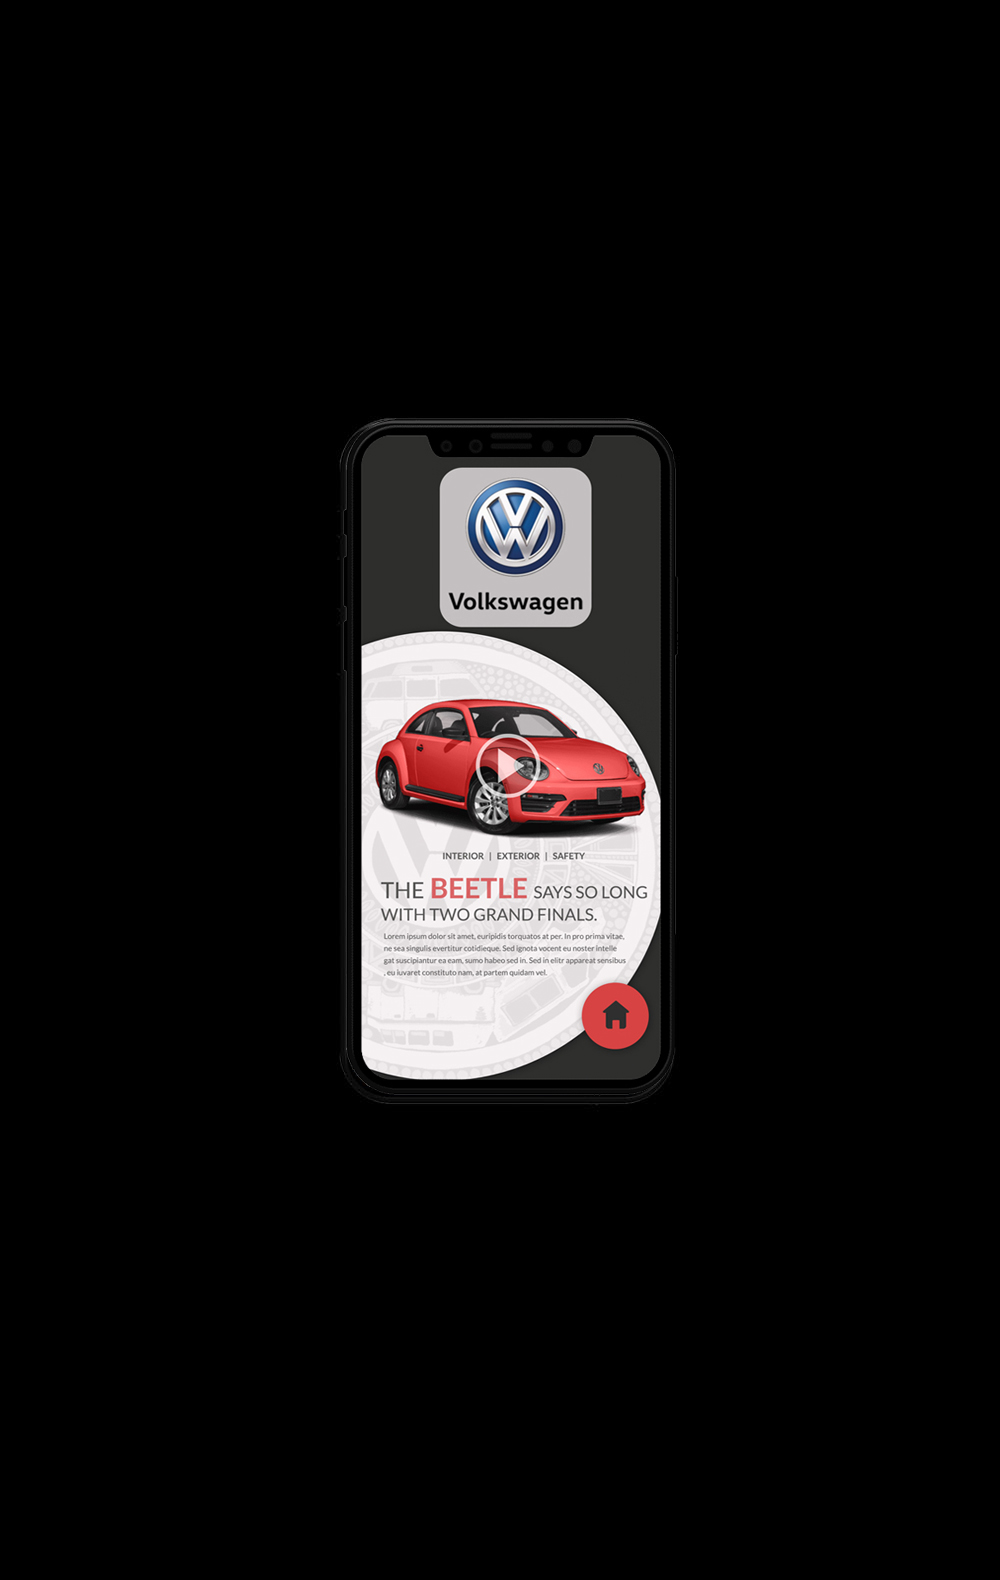 Volkswagen
INTERIOR | EXTERIOR | SAFETY
THE BEETLE SAYS SO LONG
WITH TWO GRAND FINALS.
Lorem ipsum dolor sit amet, euripidis torquatos at per. In pro prima vitae,
ne sea singulis evertitur cotidieque. Sed ignota vocent eu noster intelle
gat suscipiantur ea eam, sumo habeo sed in. Sed in elitr appareat sensibus
, eu iuvaret constituto nam, at partem quidam vel.